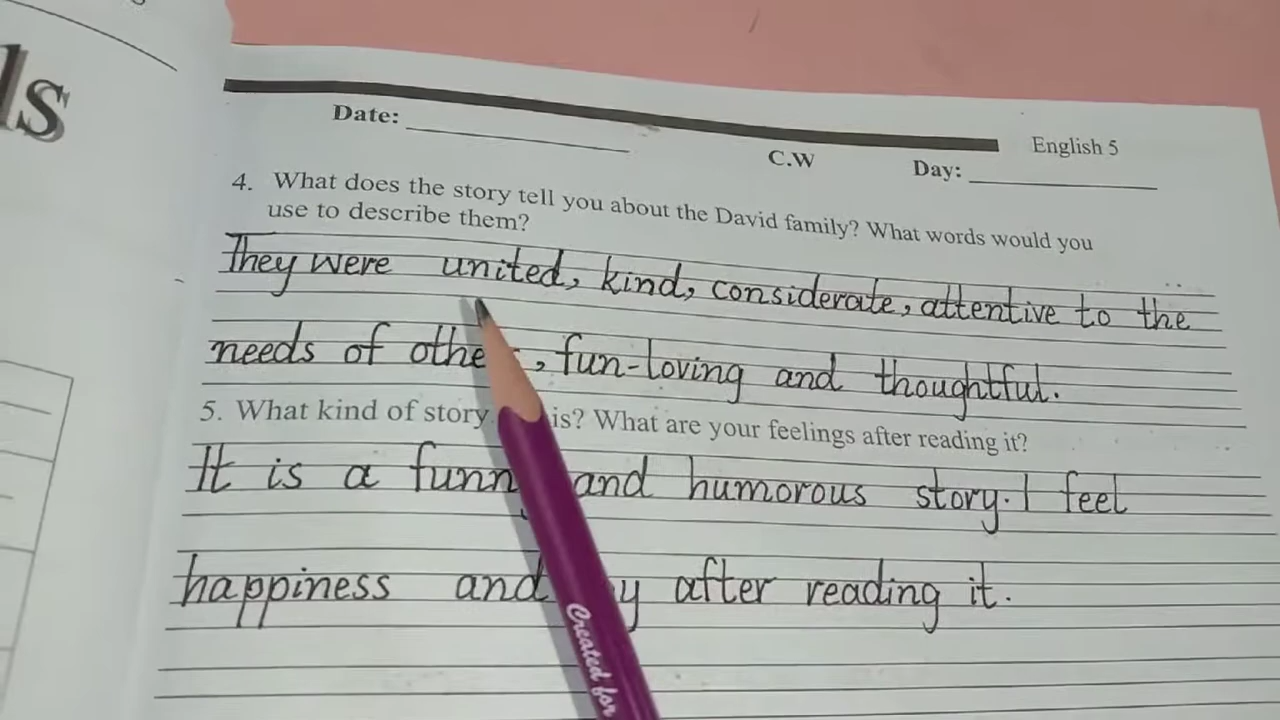 ls
Date:
English 5
C.W
Day:
4. What does the story tell you about the David family? What words would you
use to describe them?
They were united, kind, considerate, attentive to the
needs of othe , fun-loving and thoughtful.
5. What kind of story is? What are your feelings after reading it?
It is a funn and humorous story. I feel
happiness and y after reading it.
Created for